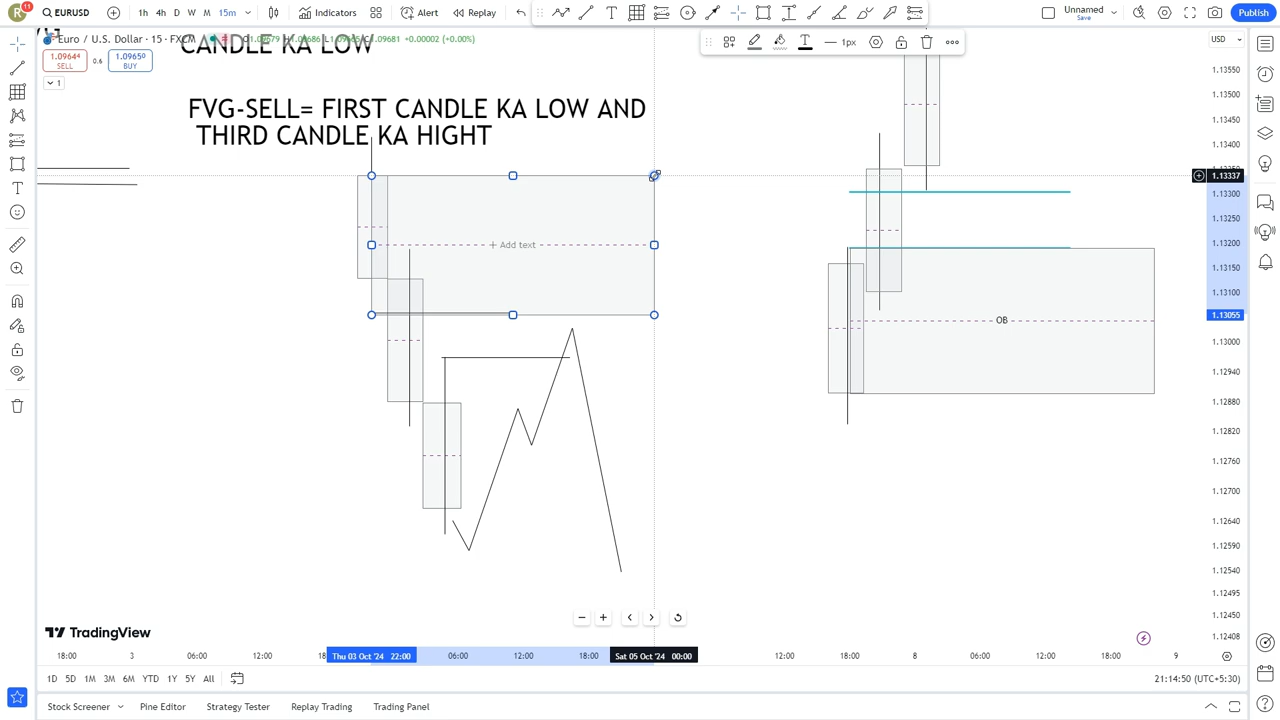 R 11 EURUSD 1h 4h D W M 15m Indicators Alert Replay Unnamed Save Publish
CANDLE KA LOW
Euro / U.S. Dollar · 15 · FXCM
+0.00002 (+0.00%)
1px
USD
1.09644 SELL 0.6 1.09650 BUY
1
FVG-SELL= FIRST CANDLE KA LOW AND
THIRD CANDLE KA HIGHT
+ Add text
OB
1.13550
1.13500
1.13450
1.13400
1.13337
1.13300
1.13250
1.13200
1.13150
1.13100
1.13055
1.13000
1.12940
1.12880
1.12820
1.12760
1.12700
1.12640
1.12590
1.12540
1.12495
1.12450
1.12408
TradingView
18:00 3 06:00 12:00 Thu 03 Oct '24 22:00 06:00 12:00 18:00 Sat 05 Oct '24 00:00 12:00 18:00 8 06:00 12:00 18:00 9
1D 5D 1M 3M 6M YTD 1Y 5Y All 21:14:50 (UTC+5:30)
Stock Screener Pine Editor Strategy Tester Replay Trading Trading Panel